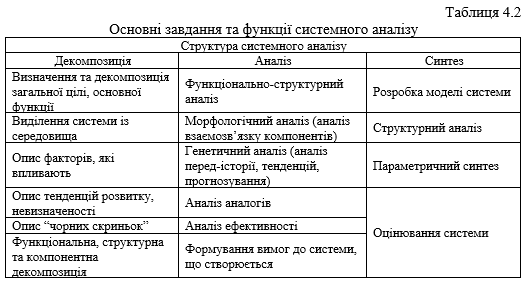 Таблиця 4.2
Основні завдання та функції системного аналізу
Структура системного аналізу
Декомпозиція
Аналіз
Синтез
Визначення та декомпозиція
загальної цілі, основної
функції
Функціонально-структурний
аналіз
Розробка моделі системи
Виділення системи із
середовища
Морфологічний аналіз (аналіз
взаємозв’язку компонентів)
Структурний аналіз
Опис факторів, які
впливають
Генетичний аналіз (аналіз
перед-історії, тенденцій,
прогнозування)
Параметричний синтез
Опис тенденцій розвитку,
невизначеності
Аналіз аналогів
Оцінювання системи
Опис “чорних скриньок”
Аналіз ефективності
Функціональна, структурна
та компонентна
декомпозиція
Формування вимог до системи,
що створюється